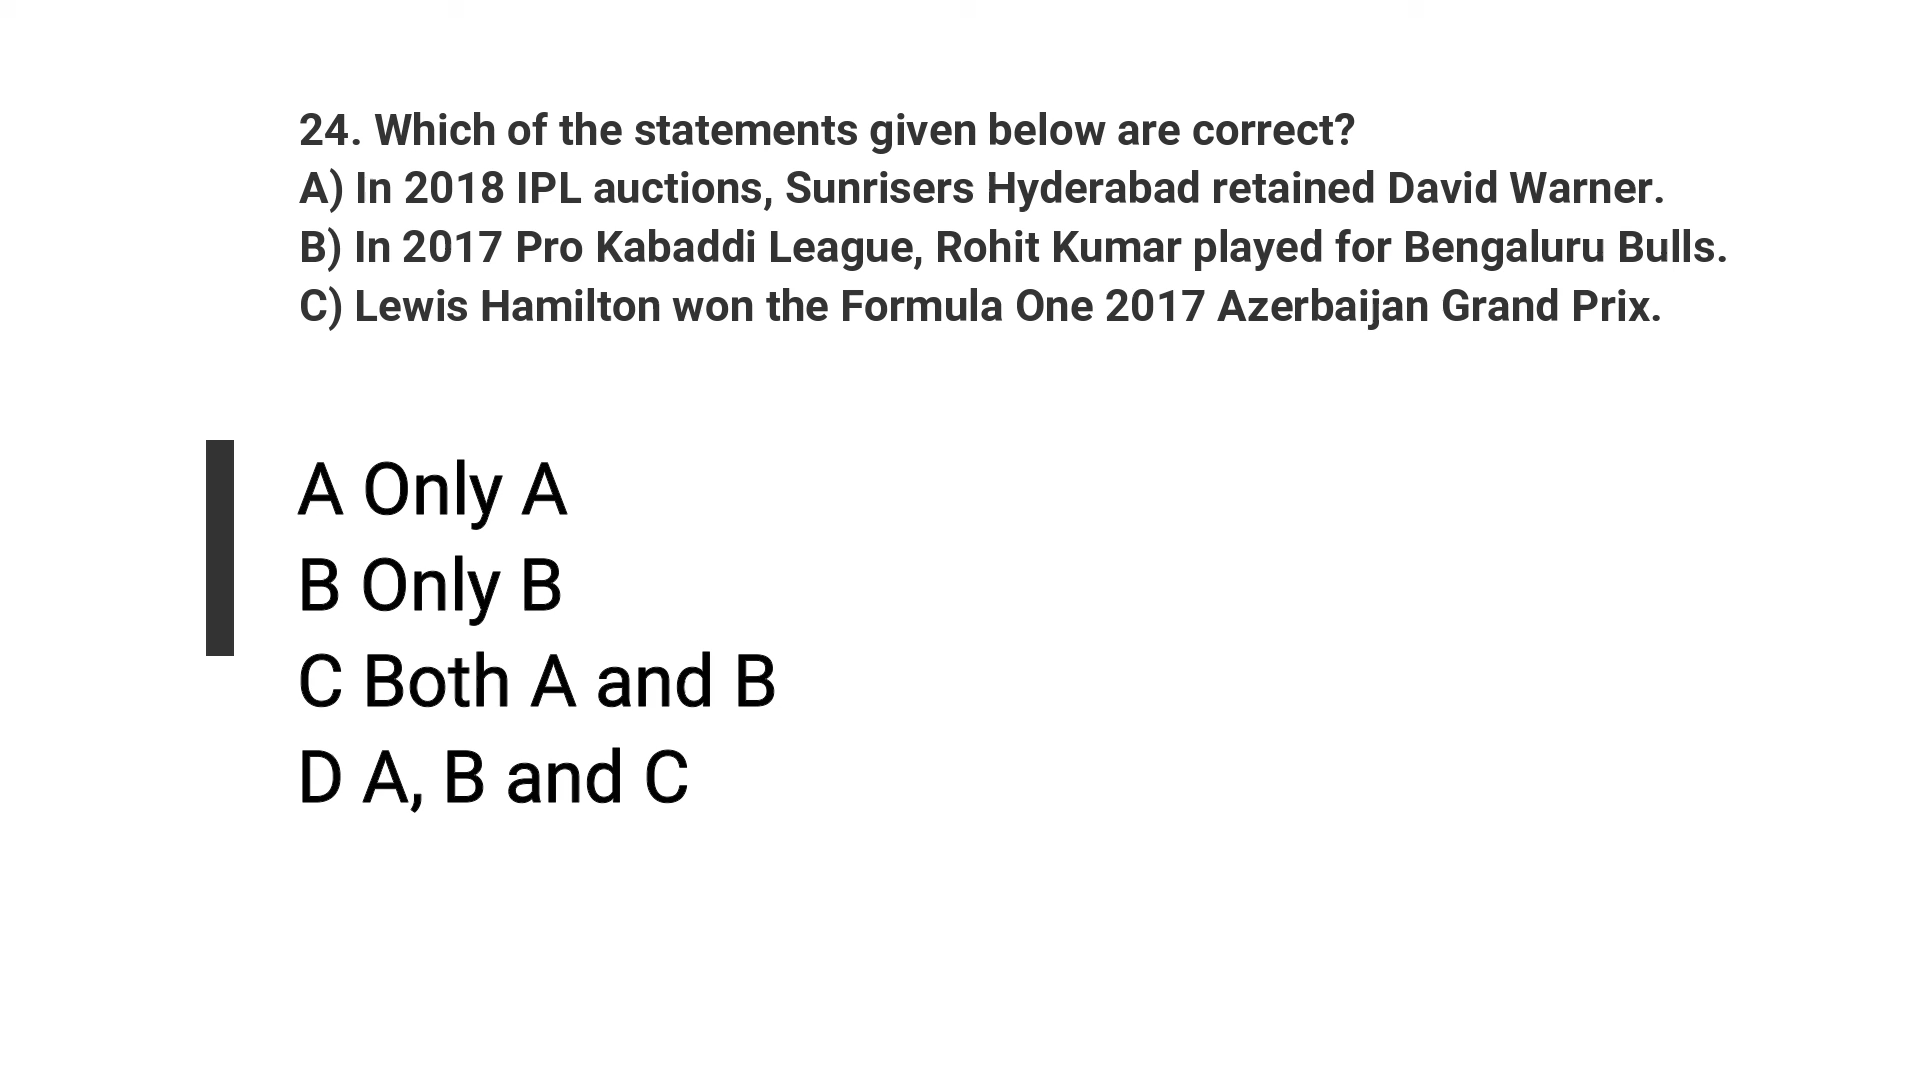 24. Which of the statements given below are correct?
A) In 2018 IPL auctions, Sunrisers Hyderabad retained David Warner.
B) In 2017 Pro Kabaddi League, Rohit Kumar played for Bengaluru Bulls.
C) Lewis Hamilton won the Formula One 2017 Azerbaijan Grand Prix.
A Only A
B Only B
C Both A and B
D A, B and C